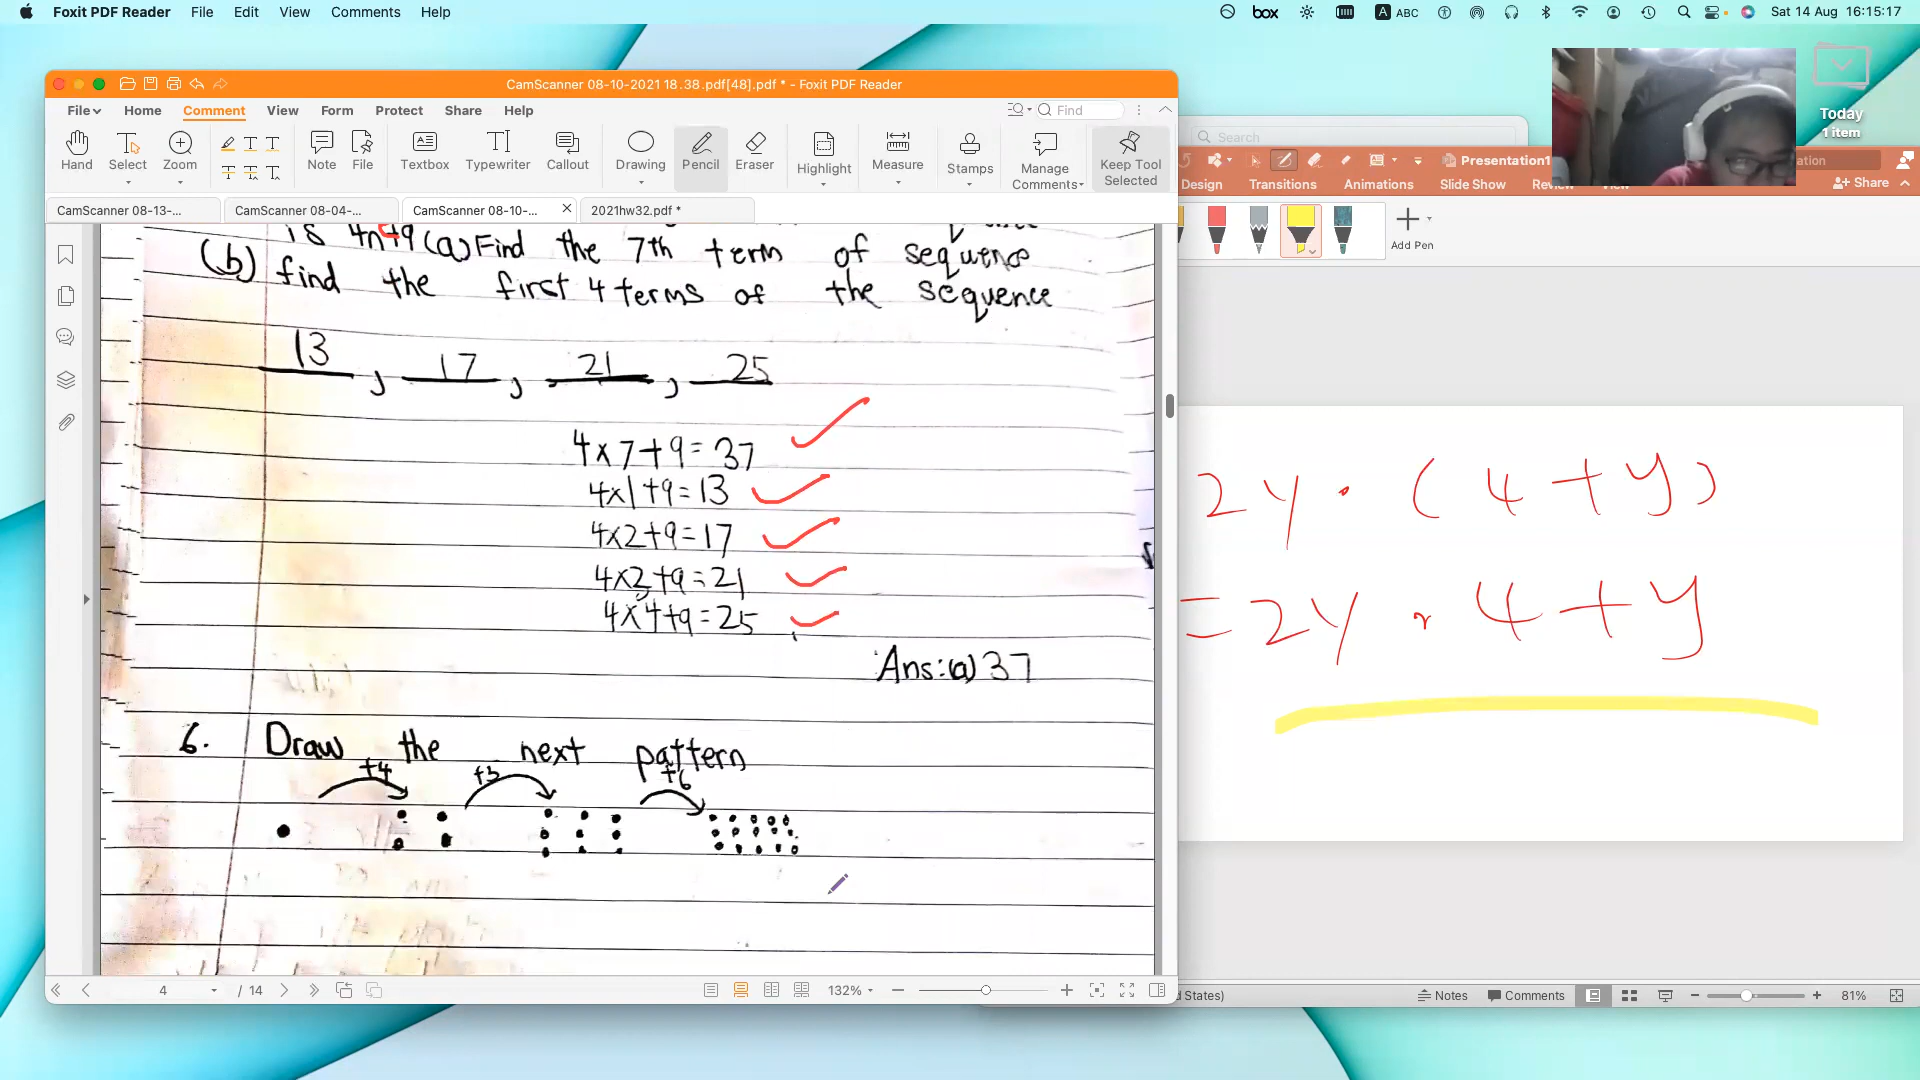 Foxit PDF Reader File Edit View Comments Help
box A ABC Sat 14 Aug 16:15:17
CamScanner 08-10-2021 18.38.pdf[48].pdf * - Foxit PDF Reader
File Home Comment View Form Protect Share Help Find
Hand Select Zoom Note File Textbox Typewriter Callout Drawing Pencil Eraser Highlight Measure Stamps Manage Comments Keep Tool Selected
CamScanner 08-13-... CamScanner 08-04-... CamScanner 08-10-... 2021hw32.pdf *
is 4n+9 (a) Find the 7th term of sequence
(b) find the first 4 terms of the sequence
13 , 17 , 21 , 25
4x7+9=37
4x1+9=13
4x2+9=17
4x3+9=21
4x4+9=25
Ans:(a)37
6. Draw the next pattern
+4 +5 +6
4 / 14 132%
Today
1 item
Search
Presentation1
Design Transitions Animations Slide Show Share
Add Pen
2y · (4+y)
= 2y · 4+y
d States) Notes Comments 81%